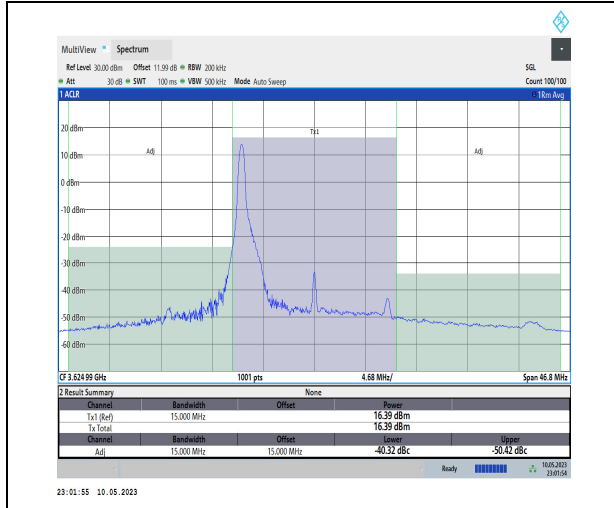 MultiView Spectrum
Ref Level 30.00 dBm Offset 11.99 dB RBW 200 kHz SGL
Att 30 dB SWT 100 ms VBW 500 kHz Mode Auto Sweep Count 100/100
1 ACLR 1Rm Avg
Tx1
20 dBm
Adj Adj
10 dBm
0 dBm
-10 dBm
-20 dBm
-30 dBm
-40 dBm
-50 dBm
-60 dBm
CF 3.624 99 GHz 1001 pts 4.68 MHz/ Span 46.8 MHz
2 Result Summary None
Channel Bandwidth Offset Power
Tx1 (Ref) 15.000 MHz 16.39 dBm
Tx Total 16.39 dBm
Channel Bandwidth Offset Lower Upper
Adj 15.000 MHz 15.000 MHz -40.32 dBc -50.42 dBc
Ready 10.05.2023
23:01:54
23:01:55 10.05.2023